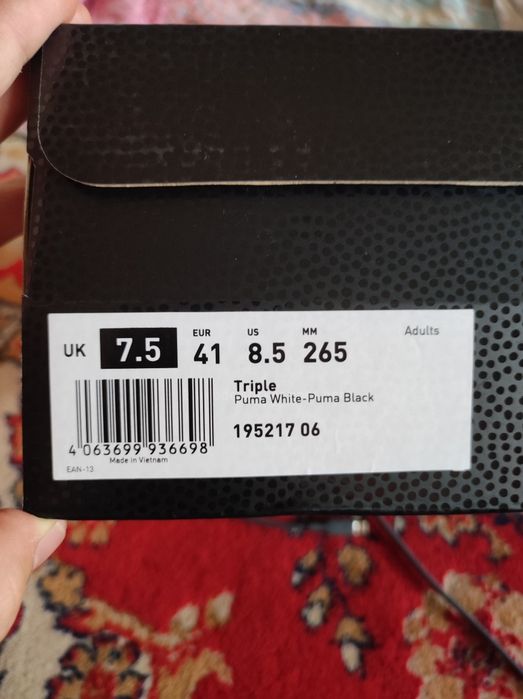 UK 7.5 EUR 41 US 8.5 MM 265 Adults
Triple
Puma White-Puma Black
195217 06
4 063699 936698
Made in Vietnam
EAN-13